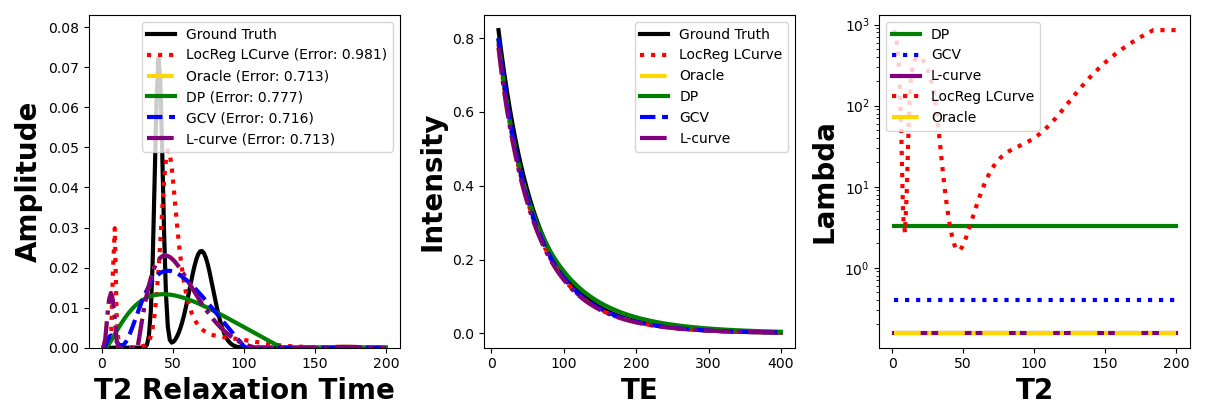 0.08
0.07
0.06
0.05
0.04
0.03
0.02
0.01
0.00
Amplitude
Ground Truth
LocReg LCurve (Error: 0.981)
Oracle (Error: 0.713)
DP (Error: 0.777)
GCV (Error: 0.716)
L-curve (Error: 0.713)
0 50 100 150 200
T2 Relaxation Time
0.8
0.6
0.4
0.2
0.0
Intensity
Ground Truth
LocReg LCurve
Oracle
DP
GCV
L-curve
0 100 200 300 400
TE
10³
10²
10¹
10⁰
Lambda
DP
GCV
L-curve
LocReg LCurve
Oracle
0 50 100 150 200
T2